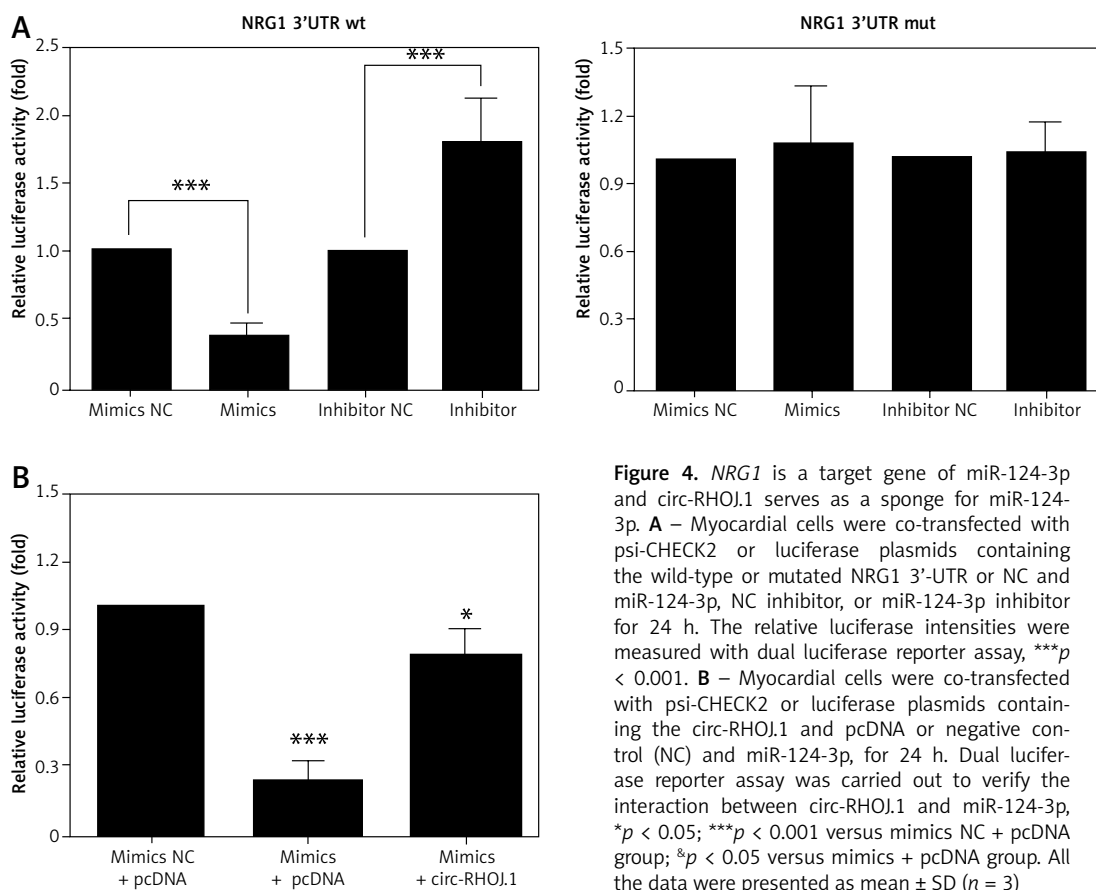 A
NRG1 3’UTR wt
Relative luciferase activity (fold)
2.5
2.0
1.5
1.0
0.5
0
***
***
Mimics NC Mimics Inhibitor NC Inhibitor
NRG1 3’UTR mut
Relative luciferase activity (fold)
1.5
1.2
0.9
0.6
0.3
0
Mimics NC Mimics Inhibitor NC Inhibitor
B
Relative luciferase activity (fold)
1.5
1.2
0.9
0.6
0.3
0
***
*
Mimics NC Mimics Mimics
+ pcDNA + pcDNA + circ-RHOJ.1
Figure 4. NRG1 is a target gene of miR-124-3p
and circ-RHOJ.1 serves as a sponge for miR-124-
3p. A – Myocardial cells were co-transfected with
psi-CHECK2 or luciferase plasmids containing
the wild-type or mutated NRG1 3’-UTR or NC and
miR-124-3p, NC inhibitor, or miR-124-3p inhibitor
for 24 h. The relative luciferase intensities were
measured with dual luciferase reporter assay, ***p
< 0.001. B – Myocardial cells were co-transfected
with psi-CHECK2 or luciferase plasmids contain-
ing the circ-RHOJ.1 and pcDNA or negative con-
trol (NC) and miR-124-3p, for 24 h. Dual lucifer-
ase reporter assay was carried out to verify the
interaction between circ-RHOJ.1 and miR-124-3p,
*p < 0.05; ***p < 0.001 versus mimics NC + pcDNA
group; &p < 0.05 versus mimics + pcDNA group. All
the data were presented as mean ± SD (n = 3)